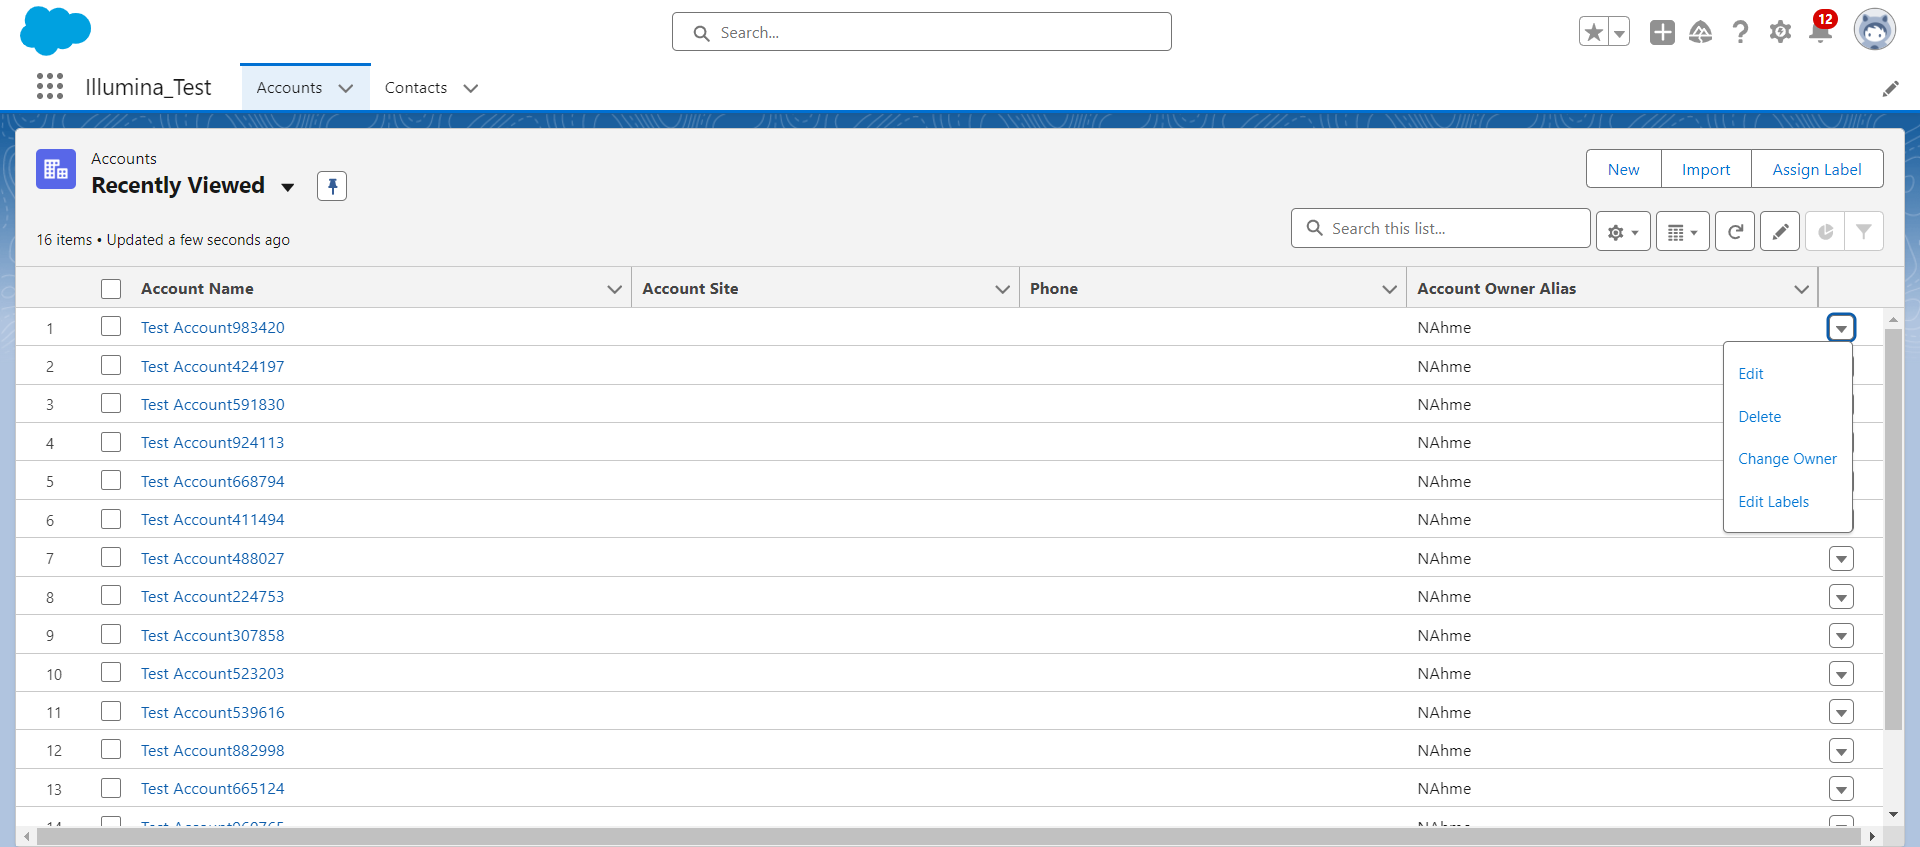 Search...
12
Illumina_Test
Accounts
Contacts
Accounts
Recently Viewed
New
Import
Assign Label
16 items • Updated a few seconds ago
Search this list...
Account Name
Account Site
Phone
Account Owner Alias
1 Test Account983420 NAhme
2 Test Account424197 NAhme
3 Test Account591830 NAhme
4 Test Account924113 NAhme
5 Test Account668794 NAhme
6 Test Account411494 NAhme
7 Test Account488027 NAhme
8 Test Account224753 NAhme
9 Test Account307858 NAhme
10 Test Account523203 NAhme
11 Test Account539616 NAhme
12 Test Account882998 NAhme
13 Test Account665124 NAhme
14 Test NAhme
Edit
Delete
Change Owner
Edit Labels